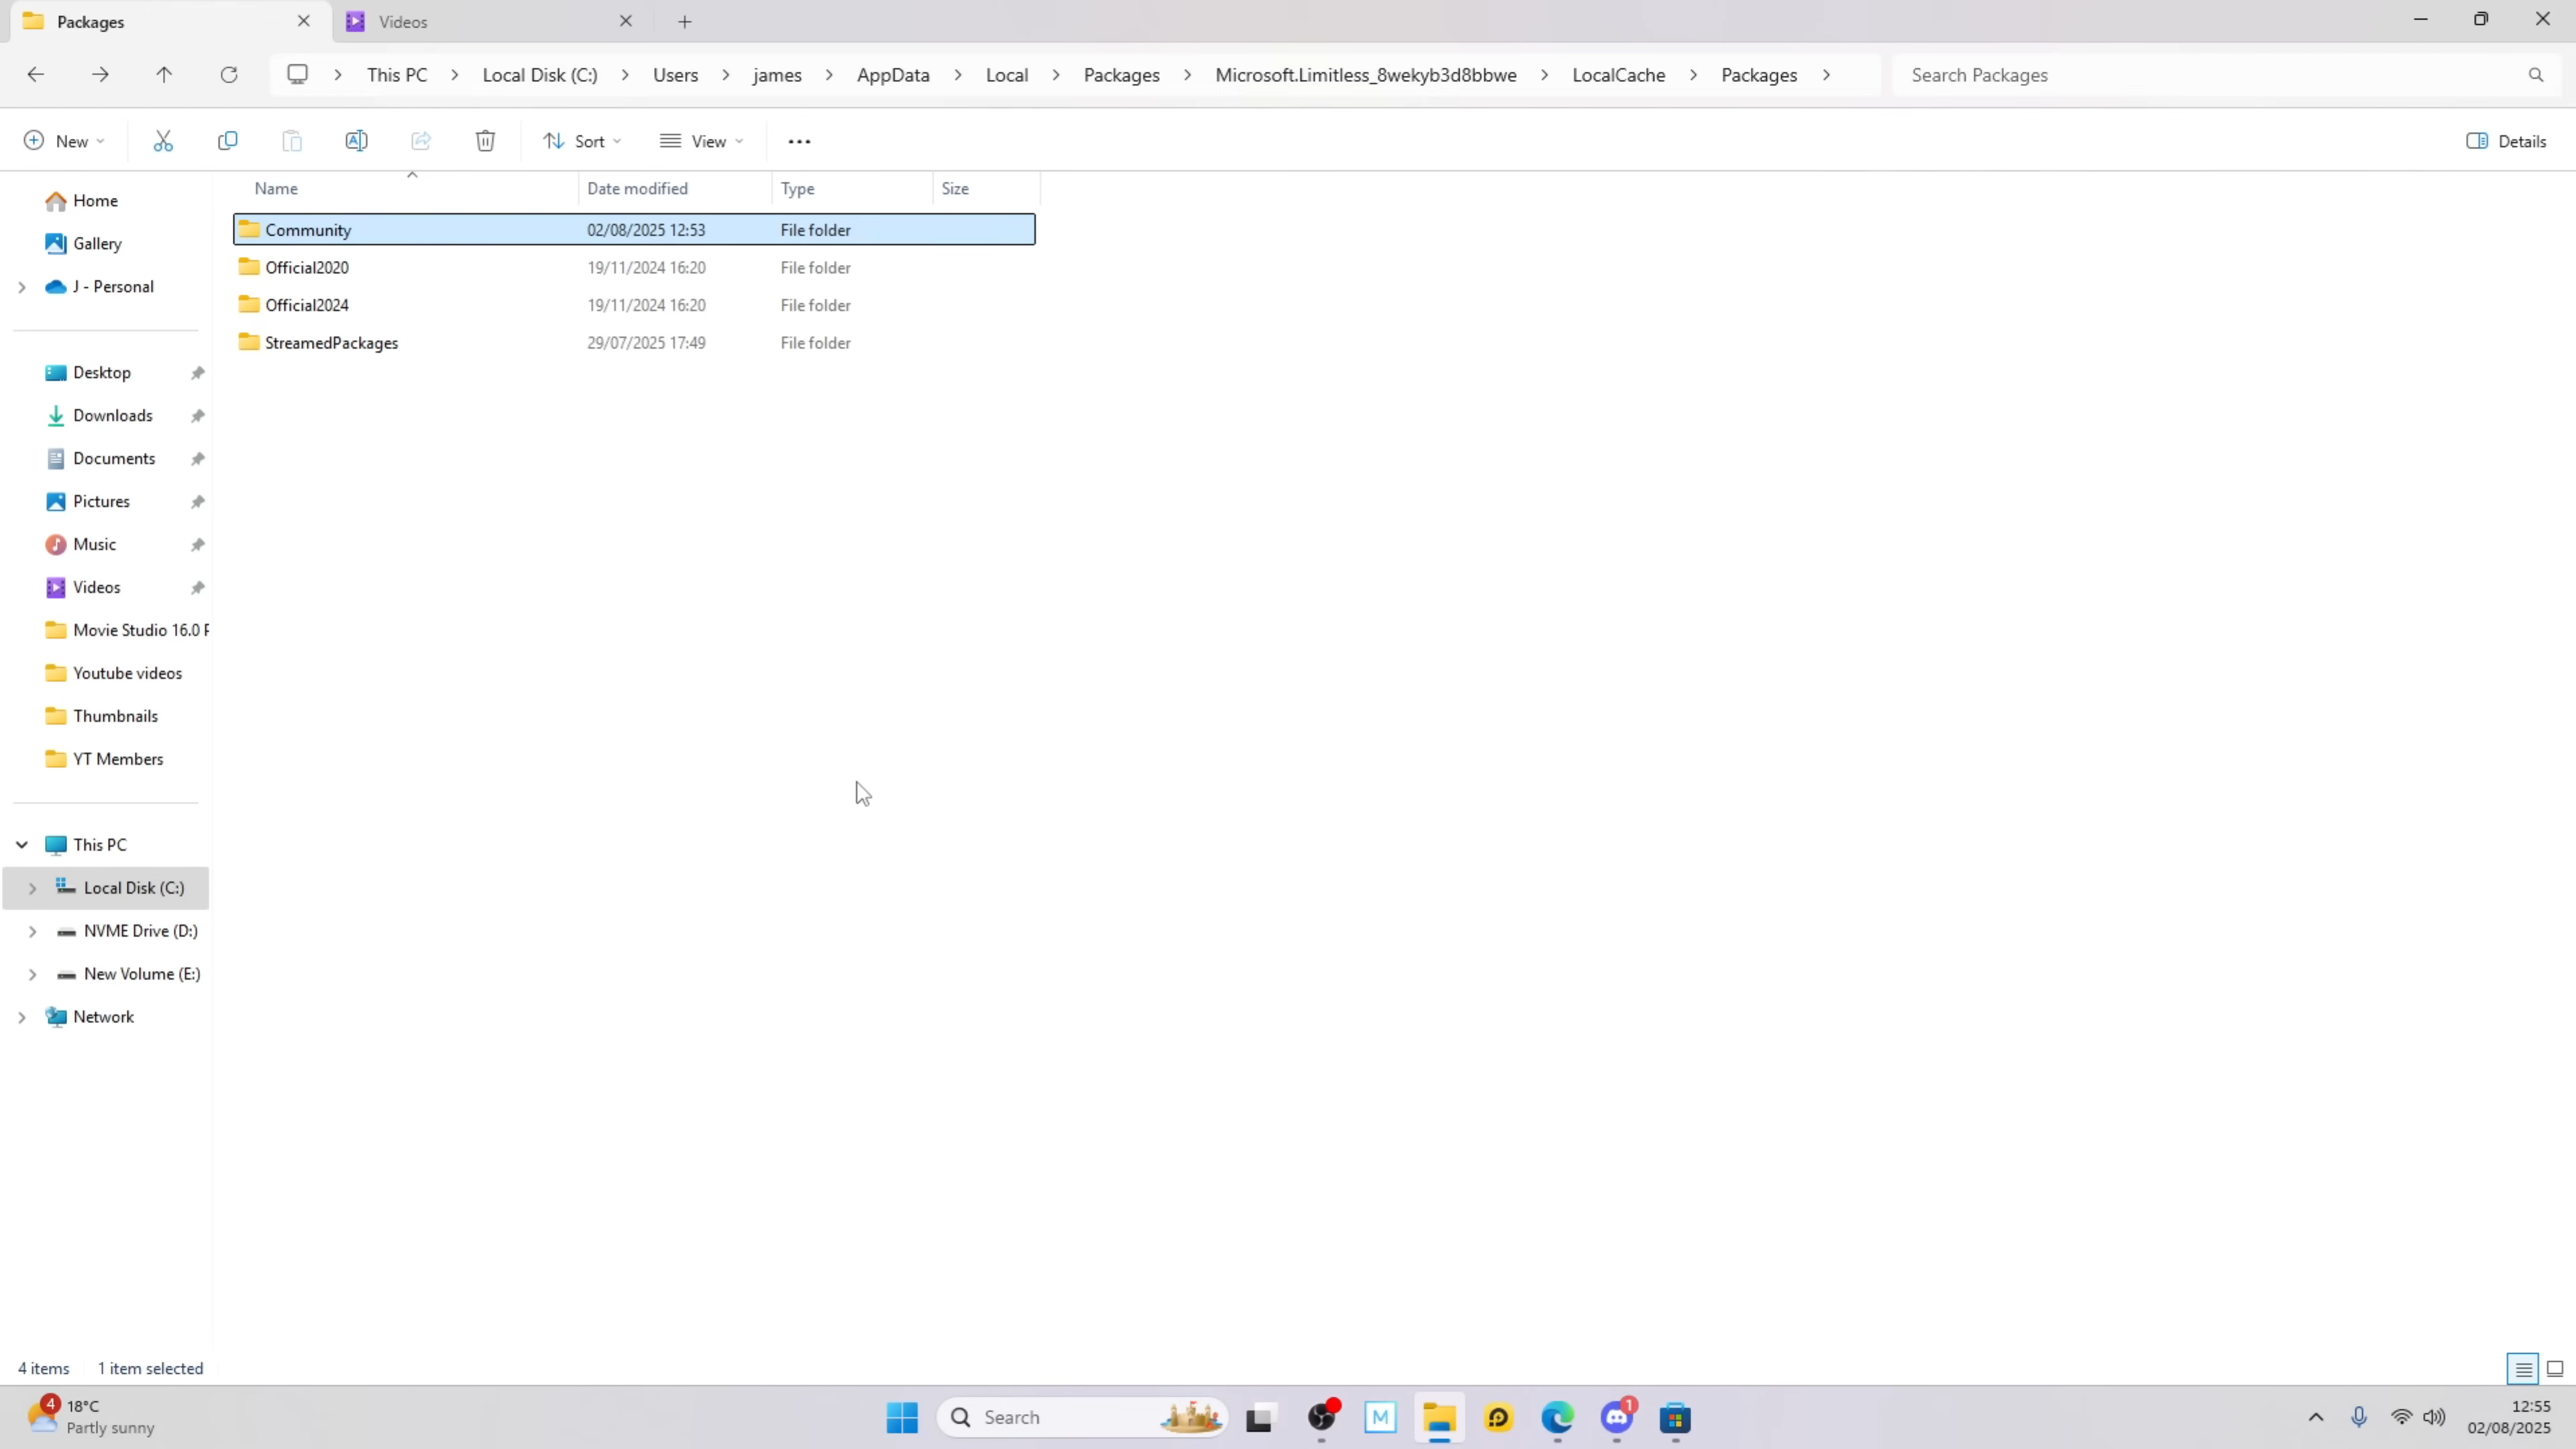 Packages
Videos
This PC
Local Disk (C:)
Users
james
AppData
Local
Packages
Microsoft.Limitless_8wekyb3d8bbwe
LocalCache
Packages
Search Packages
New
Sort
View
Details
Name
Date modified
Type
Size
Community 02/08/2025 12:53 File folder
Official2020 19/11/2024 16:20 File folder
Official2024 19/11/2024 16:20 File folder
StreamedPackages 29/07/2025 17:49 File folder
Home
Gallery
J - Personal
Desktop
Downloads
Documents
Pictures
Music
Videos
Movie Studio 16.0 P
Youtube videos
Thumbnails
YT Members
This PC
Local Disk (C:)
NVME Drive (D:)
New Volume (E:)
Network
4 items 1 item selected
4
18°C
Partly sunny
Search
M
1
12:55
02/08/2025